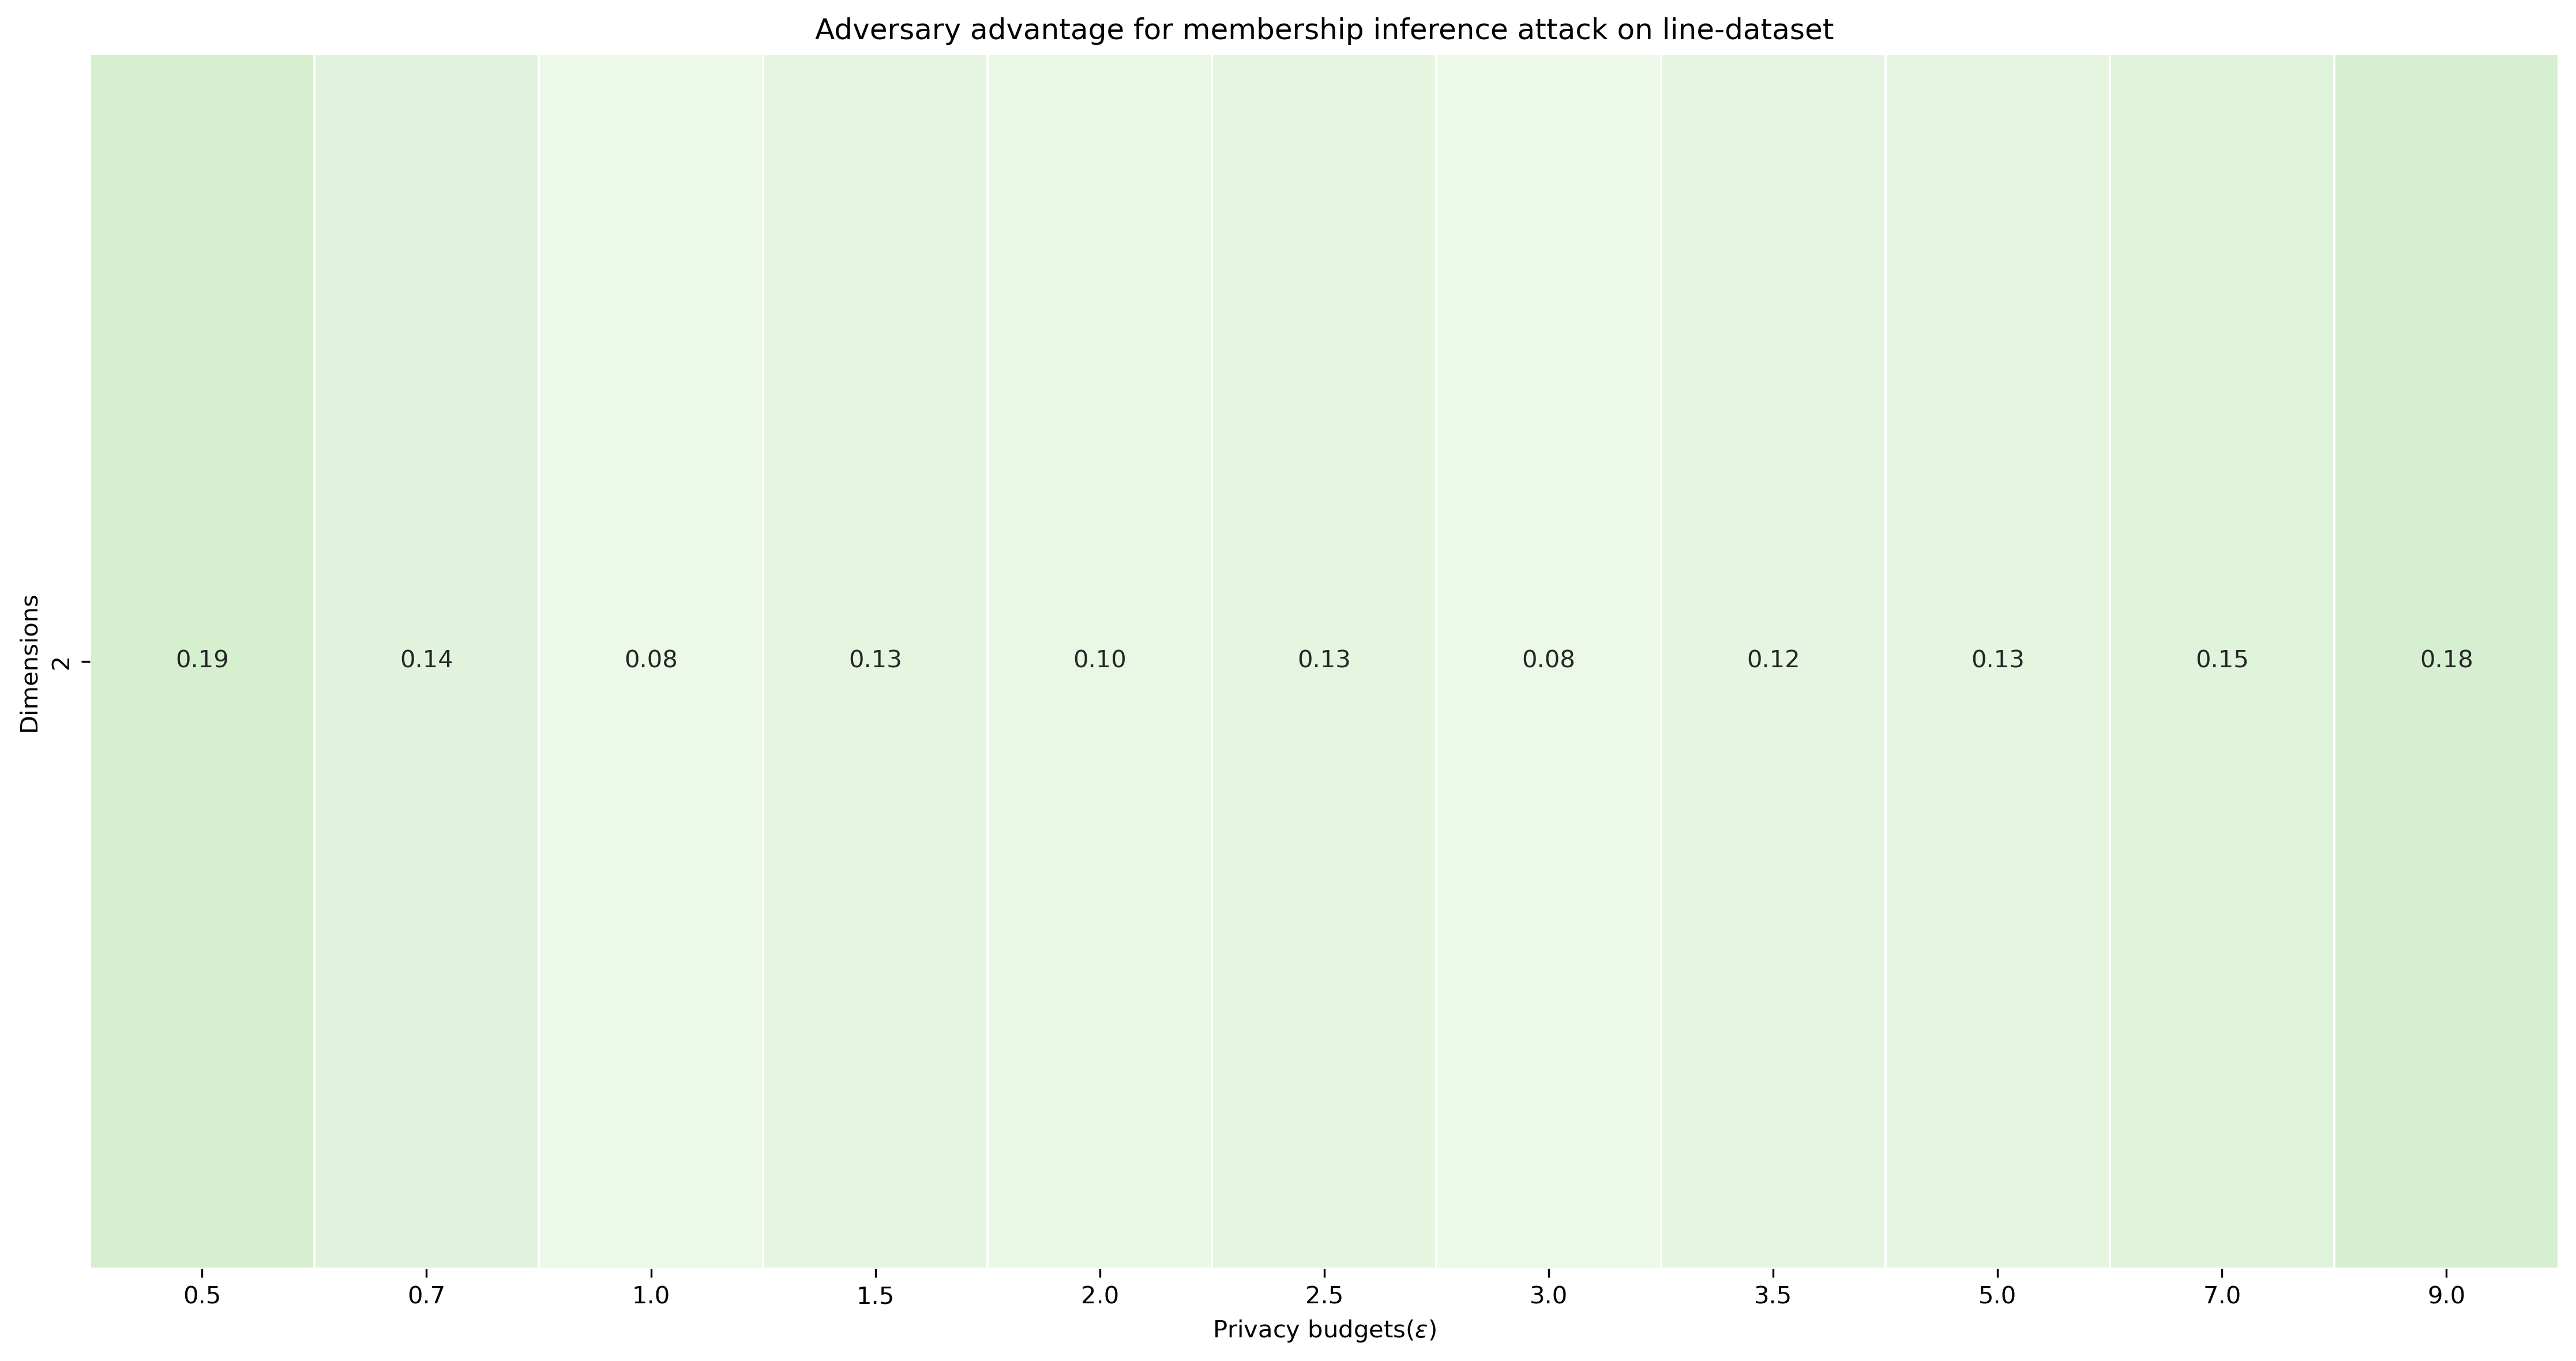 Adversary advantage for membership inference attack on line-dataset
Dimensions
2
0.19 0.14 0.08 0.13 0.10 0.13 0.08 0.12 0.13 0.15 0.18
0.5 0.7 1.0 1.5 2.0 2.5 3.0 3.5 5.0 7.0 9.0
Privacy budgets(ε)